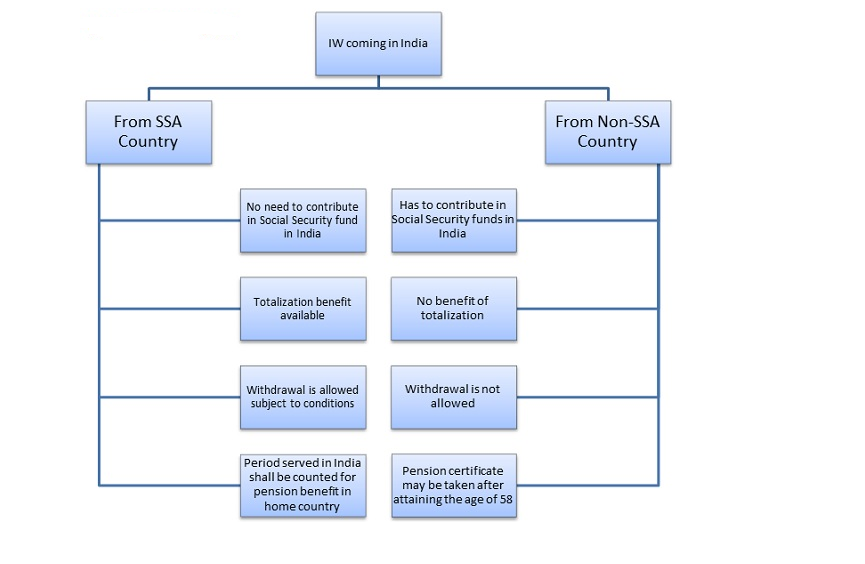 IW coming in India
From SSA
Country
From Non-SSA
Country
No need to contribute
in Social Security fund
in India
Has to contribute in
Social Security funds in
India
Totalization benefit
available
No benefit of
totalization
Withdrawal is allowed
subject to conditions
Withdrawal is not
allowed
Period served in India
shall be counted for
pension benefit in
home country
Pension certificate
may be taken after
attaining the age of 58